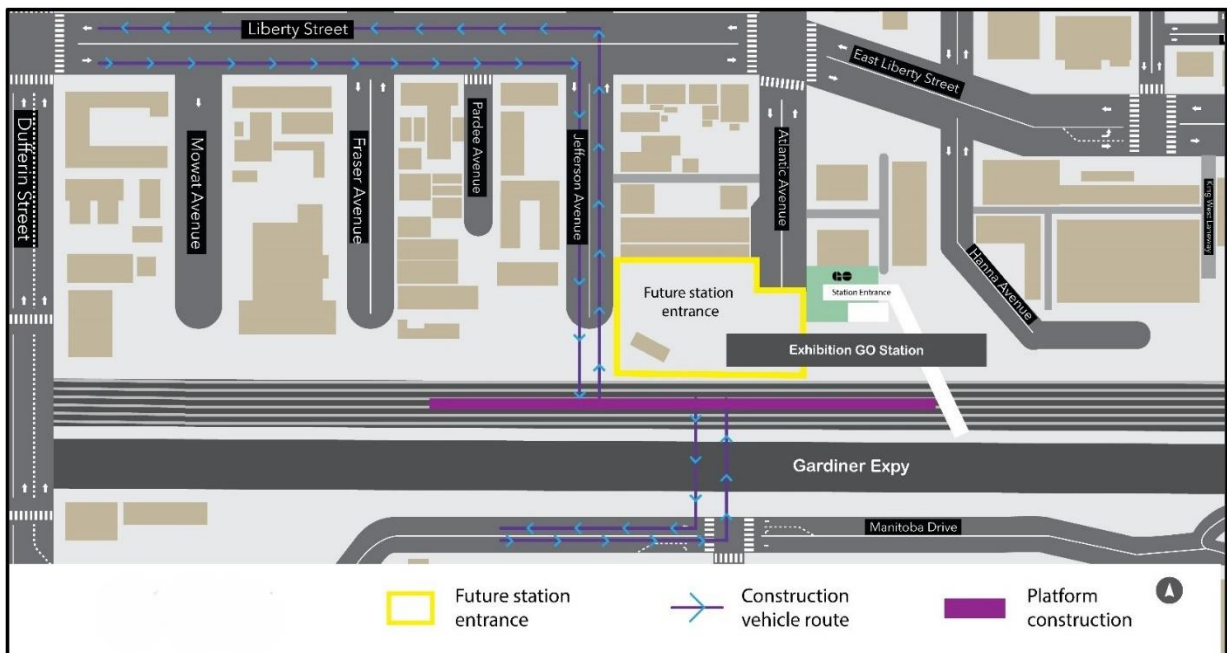 Liberty Street
East Liberty Street
Dufferin Street
Mowat Avenue
Fraser Avenue
Pardee Avenue
Jefferson Avenue
Atlantic Avenue
Hanna Avenue
King West Laneway
Future station
entrance
GO
Station Entrance
Exhibition GO Station
Gardiner Expy
Manitoba Drive
Future station
entrance
Construction
vehicle route
Platform
construction